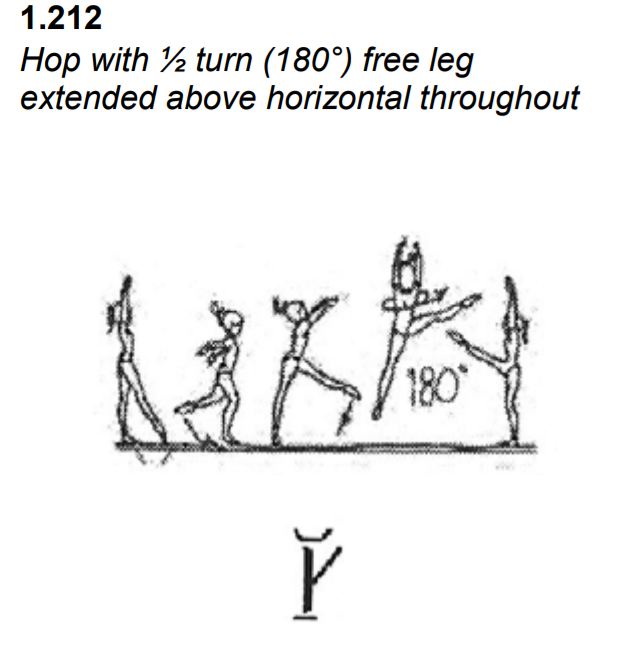 1.212
Hop with ½ turn (180°) free leg
extended above horizontal throughout
180°